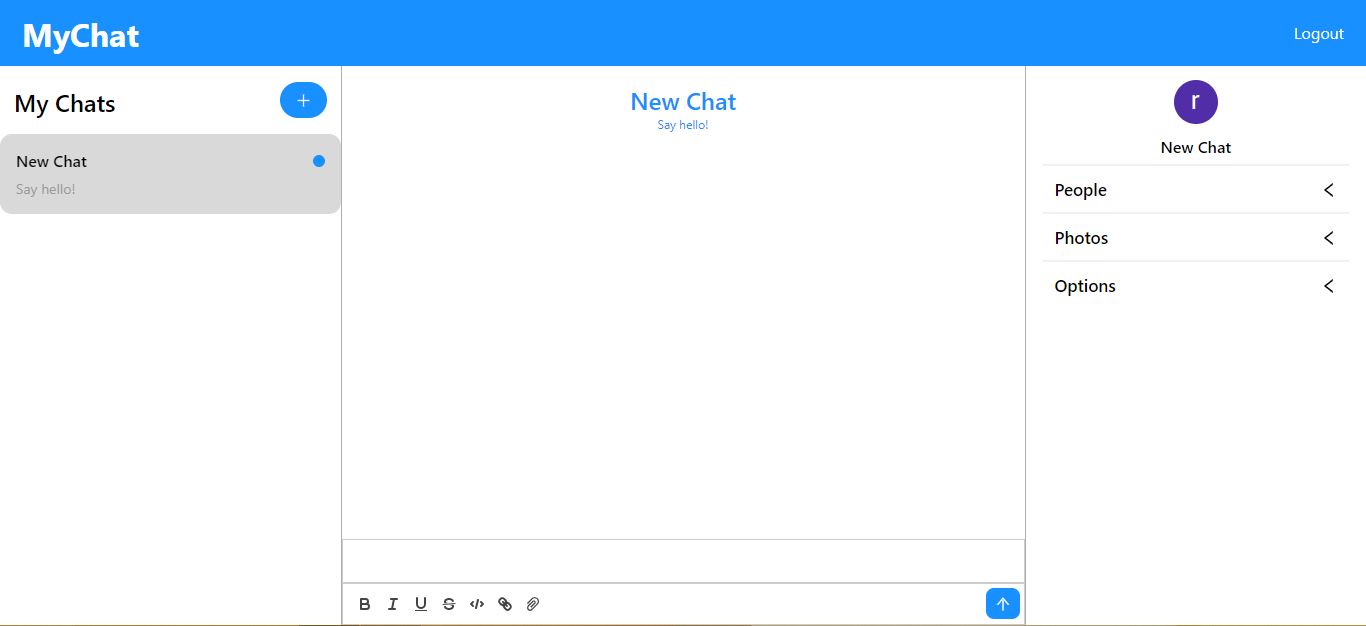 MyChat
Logout
My Chats
New Chat
Say hello!
New Chat
Say hello!
r
New Chat
People
Photos
Options